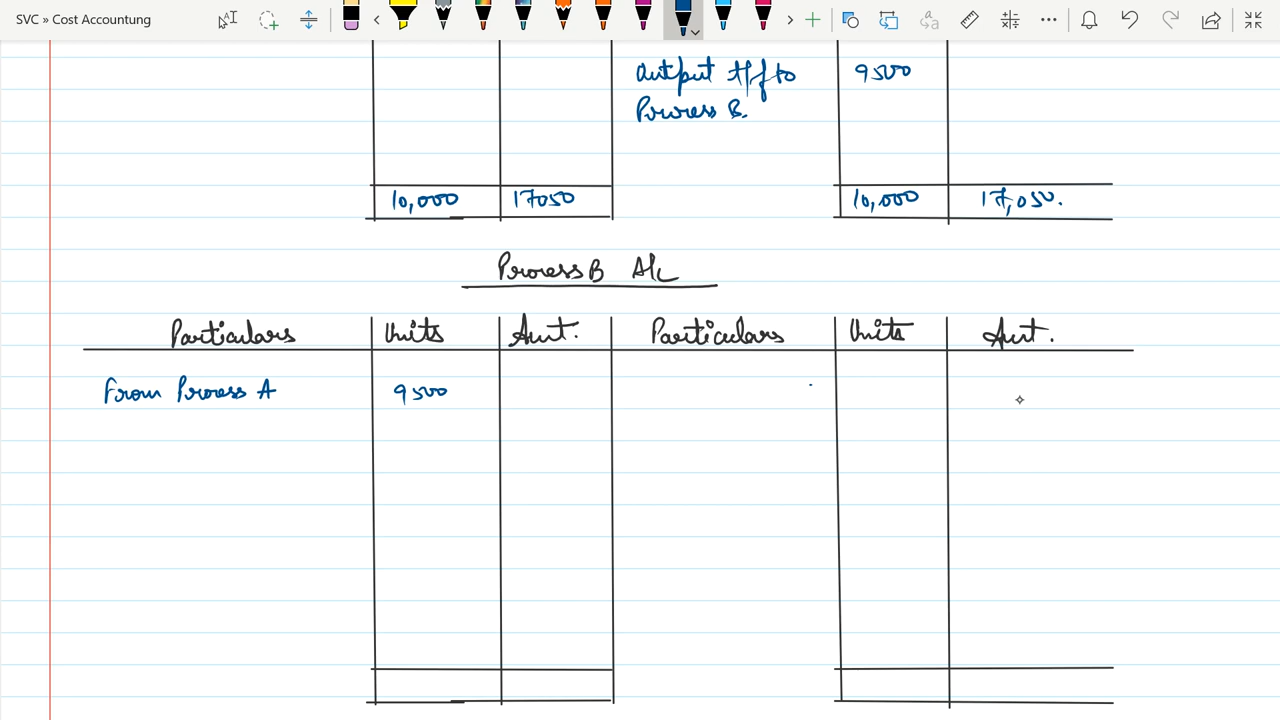 SVC » Cost Accountung
Output t/f to 9500
Process B.
10,000 17050 10,000 17,050.
Process B A/c
Particulars Units Amt. Particulars Units Amt.
From Process A 9500